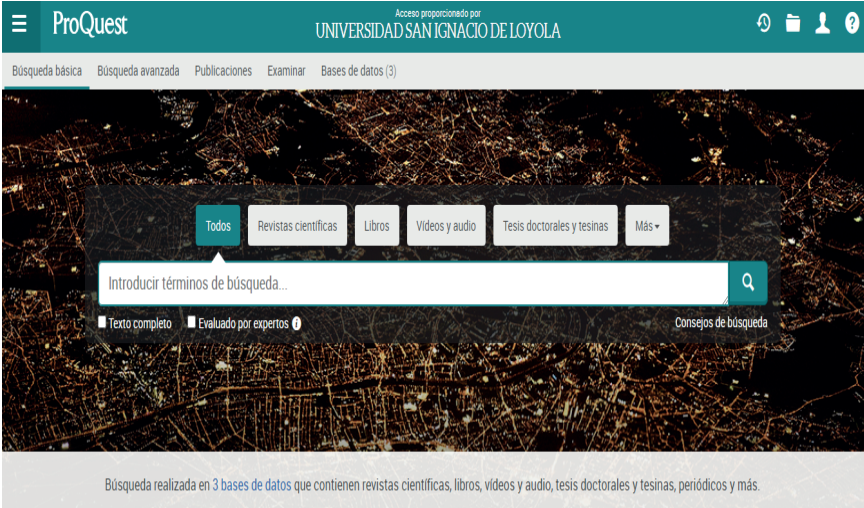 ProQuest
Acceso proporcionado por
UNIVERSIDAD SAN IGNACIO DE LOYOLA
?
Búsqueda básica Búsqueda avanzada Publicaciones Examinar Bases de datos (3)
Todos Revistas científicas Libros Vídeos y audio Tesis doctorales y tesinas Más
Introducir términos de búsqueda...
Texto completo Evaluado por expertos i Consejos de búsqueda
Búsqueda realizada en 3 bases de datos que contienen revistas científicas, libros, vídeos y audio, tesis doctorales y tesinas, periódicos y más.